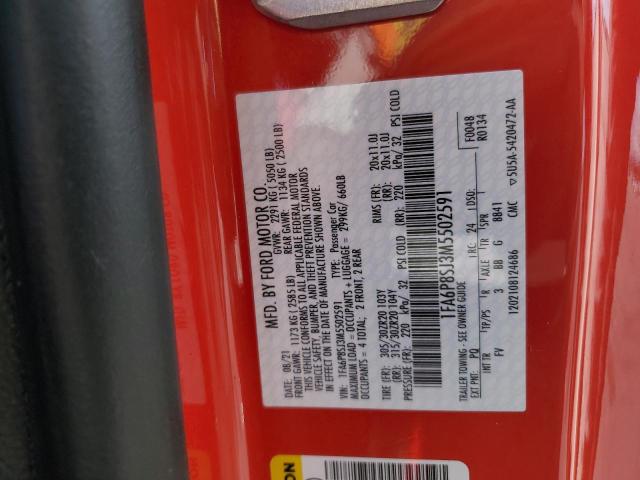 MFD. BY FORD MOTOR CO.
DATE: 08/21 GVWR: 2291 KG ( 5050 LB)
FRONT GAWR: 1173 KG ( 2585 LB) REAR GAWR: 1134 KG ( 2500 LB)
THIS VEHICLE CONFORMS TO ALL APPLICABLE FEDERAL MOTOR
VEHICLE SAFETY, BUMPER, AND THEFT PREVENTION STANDARDS
IN EFFECT ON THE DATE OF MANUFACTURE SHOWN ABOVE.
VIN: 1FA6P8SJ3M5502591 TYPE: Passenger Car
MAXIMUM LOAD = OCCUPANTS + LUGGAGE = 299KG/ 660LB
OCCUPANTS = 4 TOTAL; 2 FRONT, 2 REAR
TIRE (FR): 305/30ZR20 103Y RIMS (FR): 20x11.0J
(RR): 315/30ZR20 104Y (RR): 20x11.0J
PRESSURE (FR): 220 kPa/ 32 PSI COLD (RR): 220 kPa/ 32 PSI COLD
1FA6P8SJ3M5502591
F0048
R0134
TRAILER TOWING - SEE OWNER GUIDE
EXT PNT: PQ RC: 24 DSO:
INT TR TP/PS R AXLE TR SPR
FV 3 BB G 8841
1202108124686 CMC 5U5A-5420472-AA